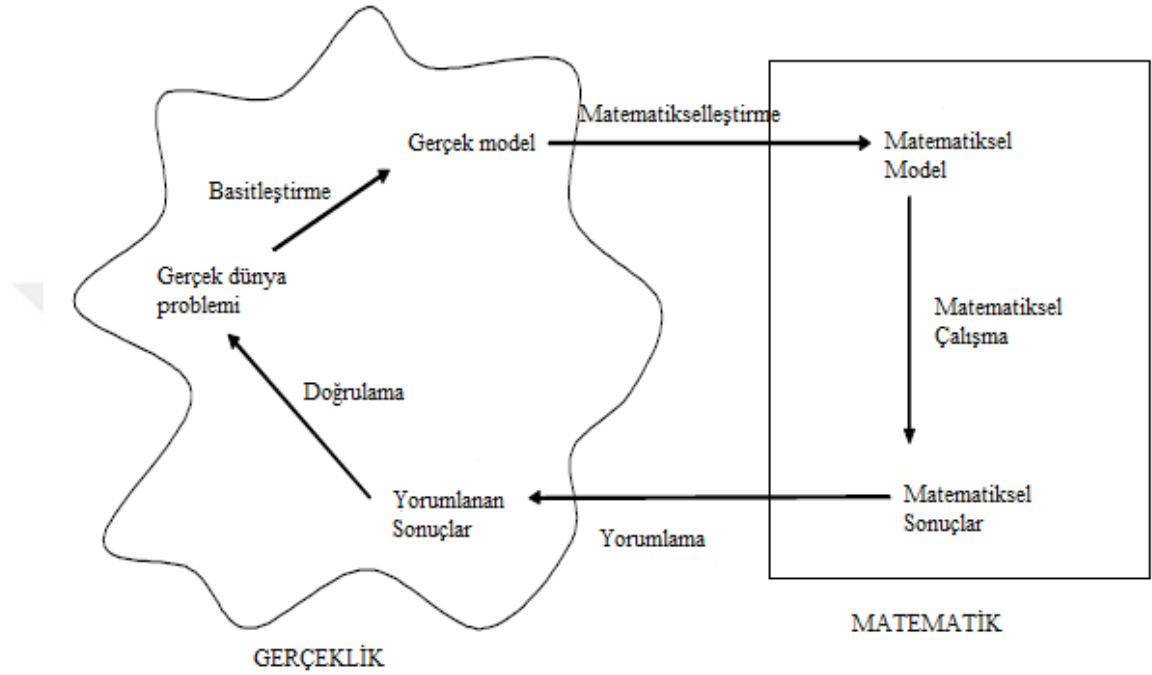 Matematikselleştirme
Gerçek model
Matematiksel
Model
Basitleştirme
Gerçek dünya
problemi
Matematiksel
Çalışma
Doğrulama
Yorumlanan
Sonuçlar
Matematiksel
Sonuçlar
Yorumlama
MATEMATİK
GERÇEKLİK